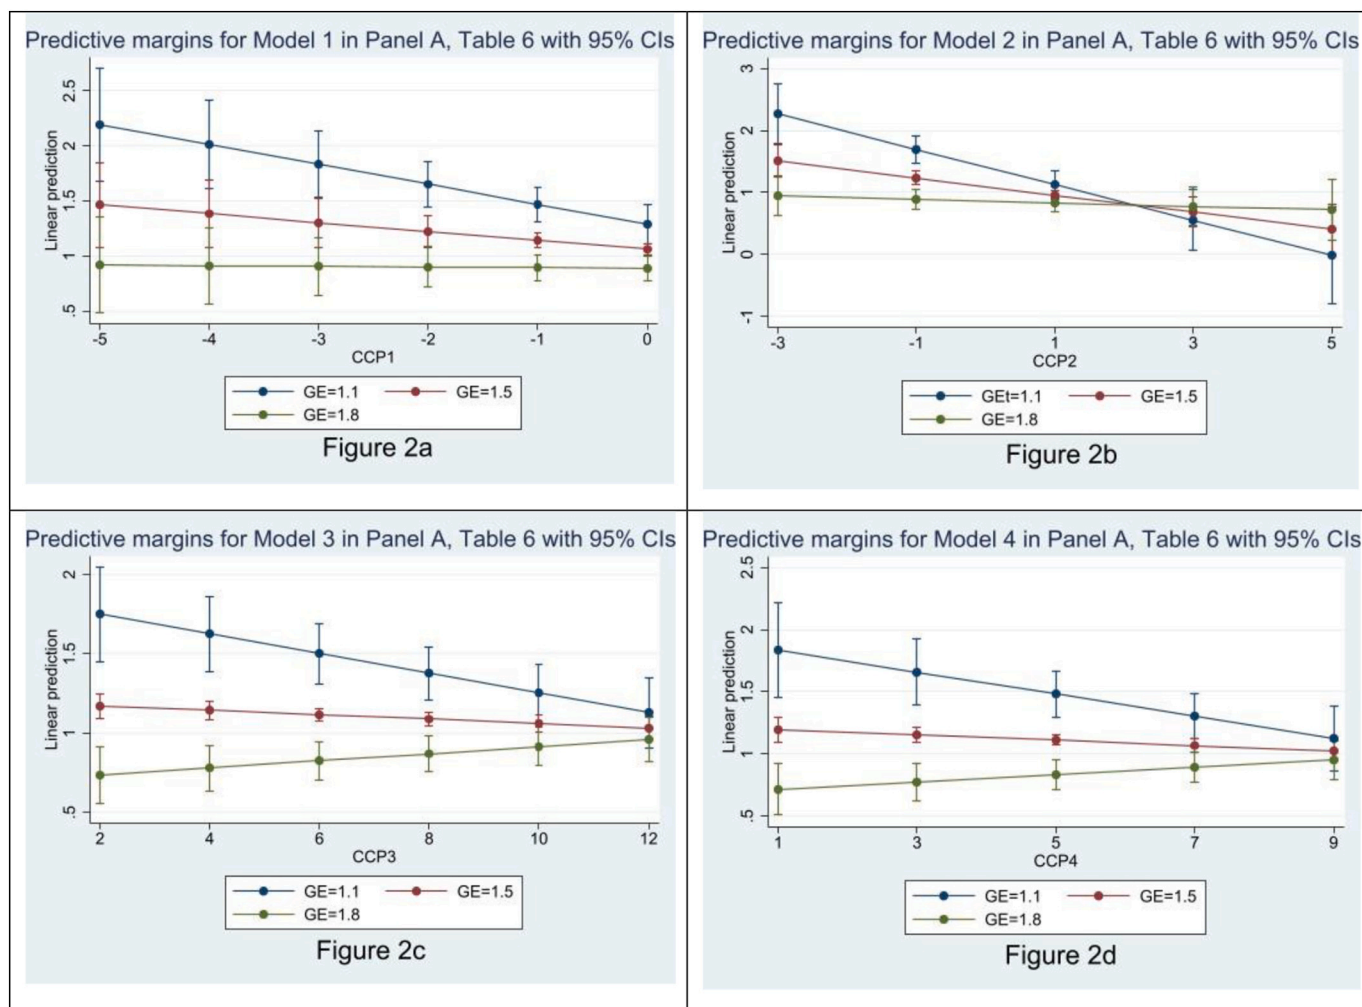 Predictive margins for Model 1 in Panel A, Table 6 with 95% CIs
Linear prediction
2.5
2
1.5
1
.5
-5 -4 -3 -2 -1 0
CCP1
GE=1.1 GE=1.5
GE=1.8
Figure 2a
Predictive margins for Model 2 in Panel A, Table 6 with 95% CIs
Linear prediction
3
2
1
0
-1
-3 -1 1 3 5
CCP2
GEt=1.1 GE=1.5
GE=1.8
Figure 2b
Predictive margins for Model 3 in Panel A, Table 6 with 95% CIs
Linear prediction
2
1.5
1
.5
2 4 6 8 10 12
CCP3
GE=1.1 GE=1.5
GE=1.8
Figure 2c
Predictive margins for Model 4 in Panel A, Table 6 with 95% CIs
Linear prediction
2.5
2
1.5
1
.5
1 3 5 7 9
CCP4
GE=1.1 GE=1.5
GE=1.8
Figure 2d